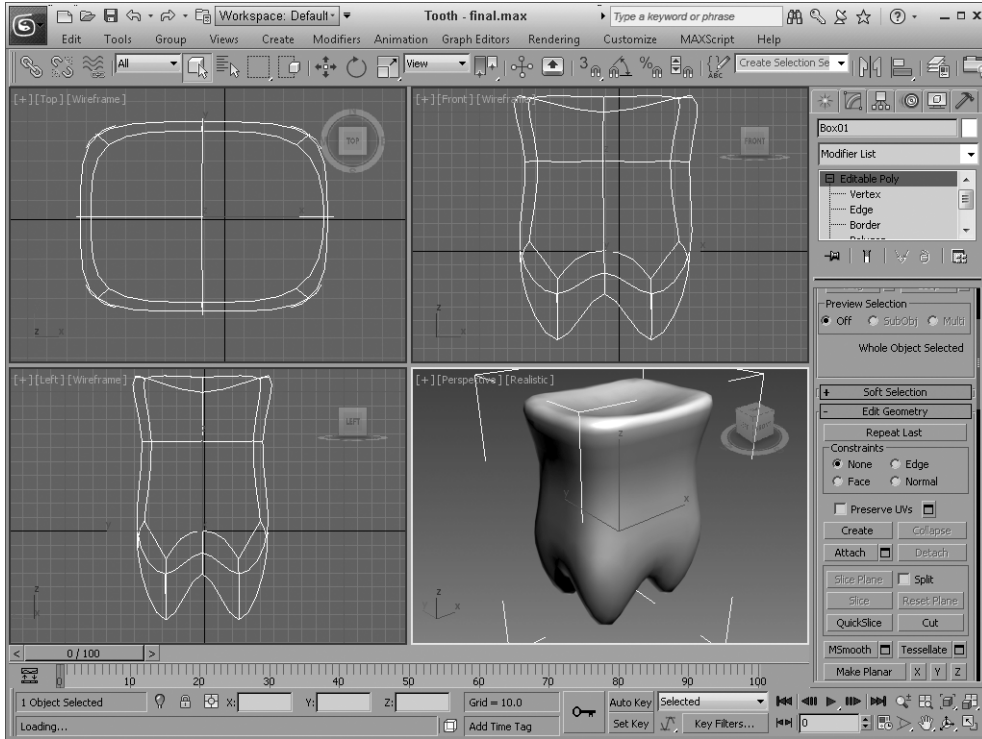 Workspace: Default
Tooth - final.max
Type a keyword or phrase
Edit Tools Group Views Create Modifiers Animation Graph Editors Rendering Customize MAXScript Help
All
View
3
ABC
Create Selection Se
[+] [Top] [Wireframe]
TOP
[+] [Front] [Wireframe]
FRONT
Box01
Modifier List
Editable Poly
Vertex
Edge
Border
Polygon
Preview Selection
Off SubObj Multi
Whole Object Selected
[+] [Left] [Wireframe]
LEFT
[+] [Perspective] [Realistic]
+ Soft Selection
- Edit Geometry
Repeat Last
Constraints
None Edge
Face Normal
Preserve UVs
Create Collapse
Attach Detach
Slice Plane Split
Slice Reset Plane
QuickSlice Cut
MSmooth Tessellate
Make Planar X Y Z
< 0 / 100 >
0 10 20 30 40 50 60 70 80 90 100
1 Object Selected X: Y: Z: Grid = 10.0 Auto Key Selected
Loading... Add Time Tag Set Key Key Filters... 0